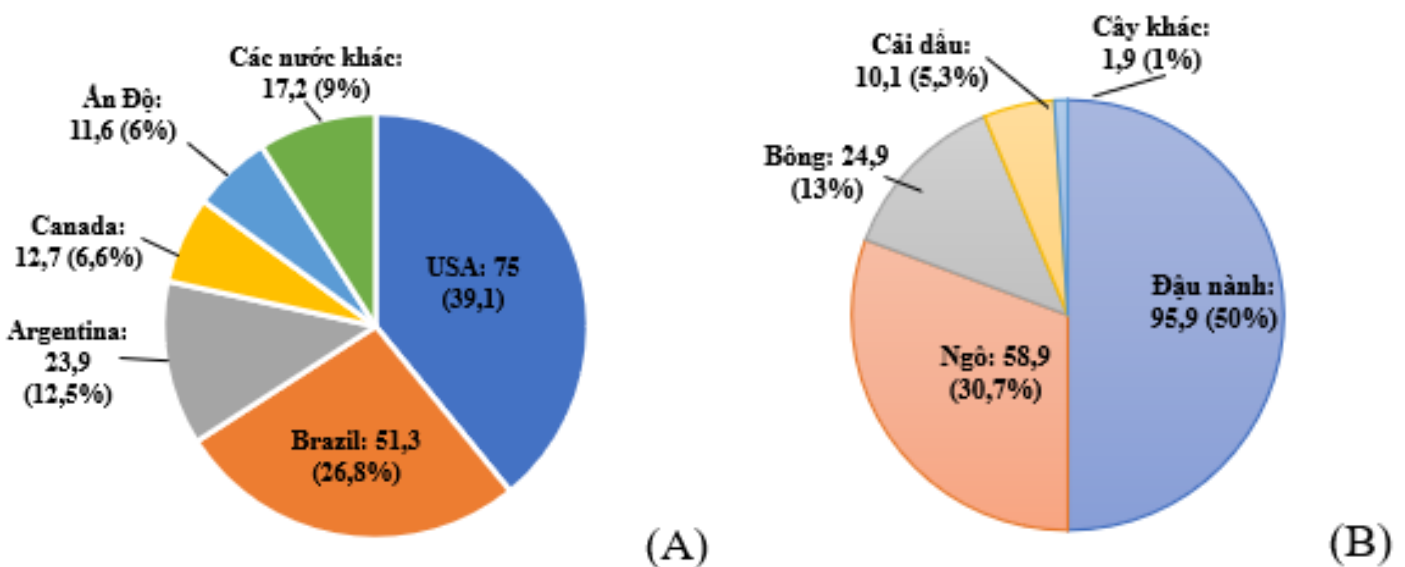 Các nước khác:
17,2 (9%)
Ấn Độ:
11,6 (6%)
Canada:
12,7 (6,6%)
Argentina:
23,9
(12,5%)
Brazil: 51,3
(26,8%)
USA: 75
(39,1)
(A)
Cây khác:
1,9 (1%)
Cải dầu:
10,1 (5,3%)
Bông: 24,9
(13%)
Ngô: 58,9
(30,7%)
Đậu nành:
95,9 (50%)
(B)